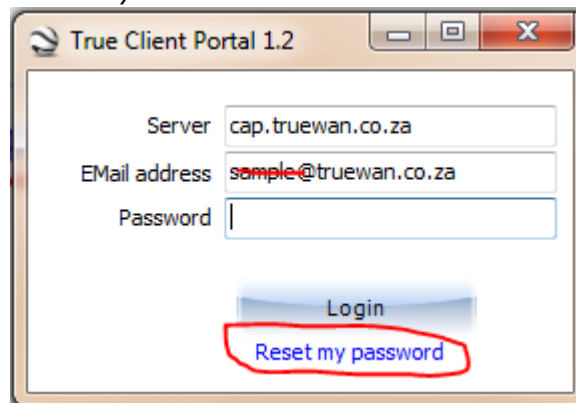 True Client Portal 1.2
Server cap.truewan.co.za
EMail address sample@truewan.co.za
Password
Login
Reset my password